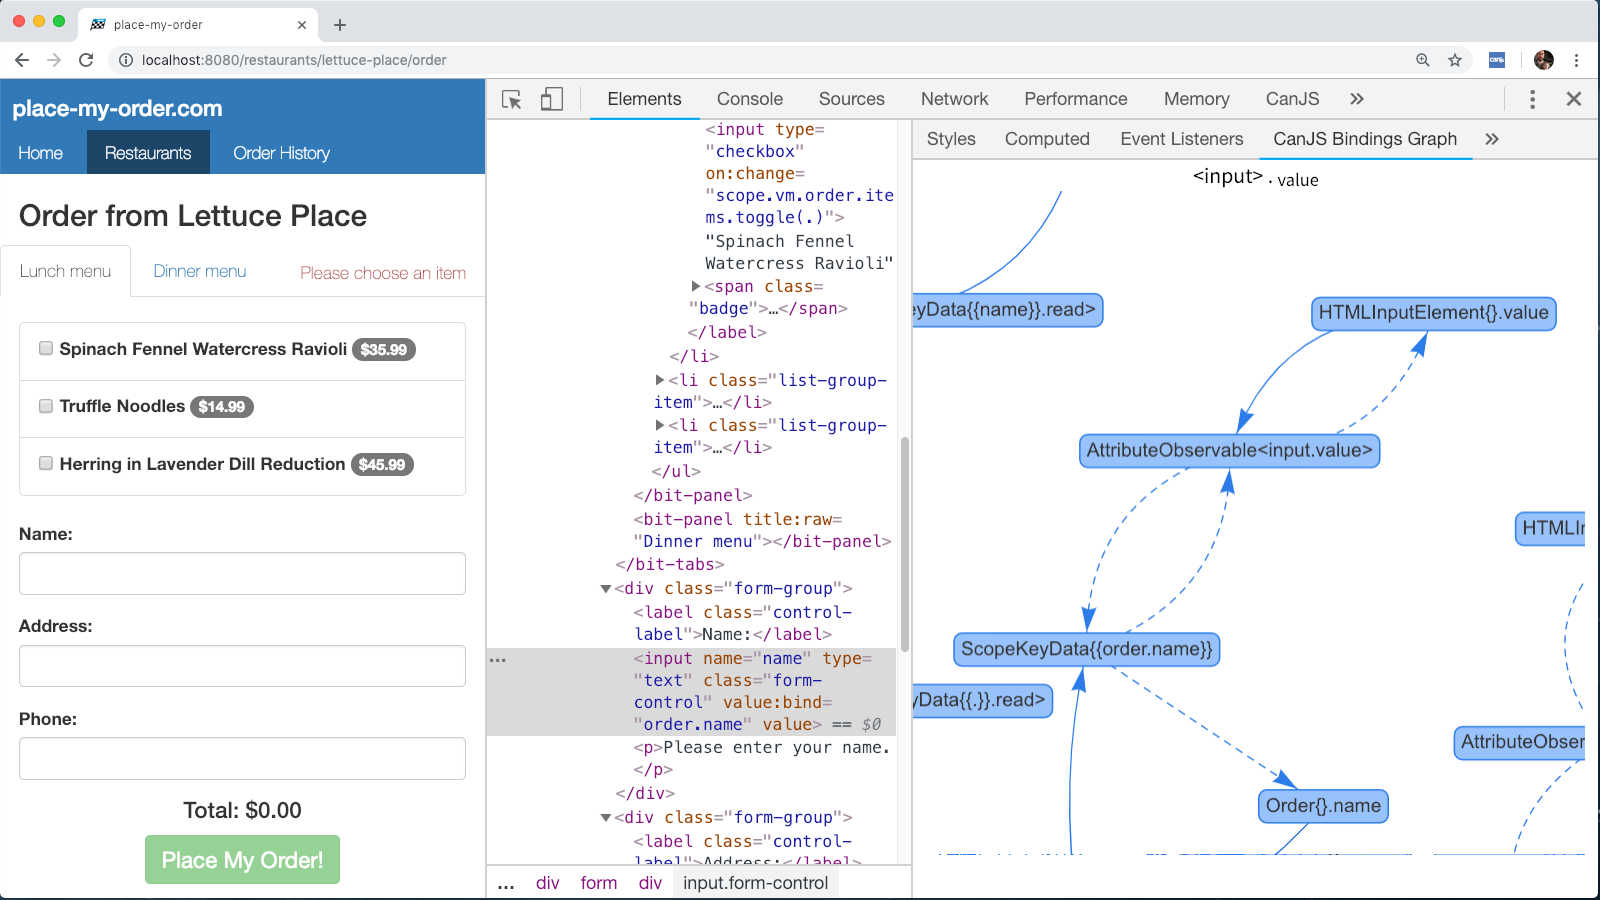 place-my-order
localhost:8080/restaurants/lettuce-place/order
canjs
place-my-order.com
Home
Restaurants
Order History
Order from Lettuce Place
Lunch menu
Dinner menu
Please choose an item
Spinach Fennel Watercress Ravioli $35.99
Truffle Noodles $14.99
Herring in Lavender Dill Reduction $45.99
Name:
Address:
Phone:
Total: $0.00
Place My Order!
Elements
Console
Sources
Network
Performance
Memory
CanJS
»
<input type=
"checkbox"
on:change=
"scope.vm.order.ite
ms.toggle(.)">
"Spinach Fennel
Watercress Ravioli"
<span class=
"badge">…</span>
</label>
</li>
<li class="list-group-
item">…</li>
<li class="list-group-
item">…</li>
</ul>
</bit-panel>
<bit-panel title:raw=
"Dinner menu"></bit-panel>
</bit-tabs>
<div class="form-group">
<label class="control-
label">Name:</label>
<input name="name" type=
"text" class="form-
control" value:bind=
"order.name" value> == $0
<p>Please enter your name.
</p>
</div>
<div class="form-group">
<label class="control-
label">Address:</label>
... div form div input.form-control
Styles
Computed
Event Listeners
CanJS Bindings Graph
»
<input>.value
yData{{name}}.read>
HTMLInputElement{}.value
AttributeObservable<input.value>
HTMLIn
ScopeKeyData{{order.name}}
yData{{.}}.read>
AttributeObser
Order{}.name